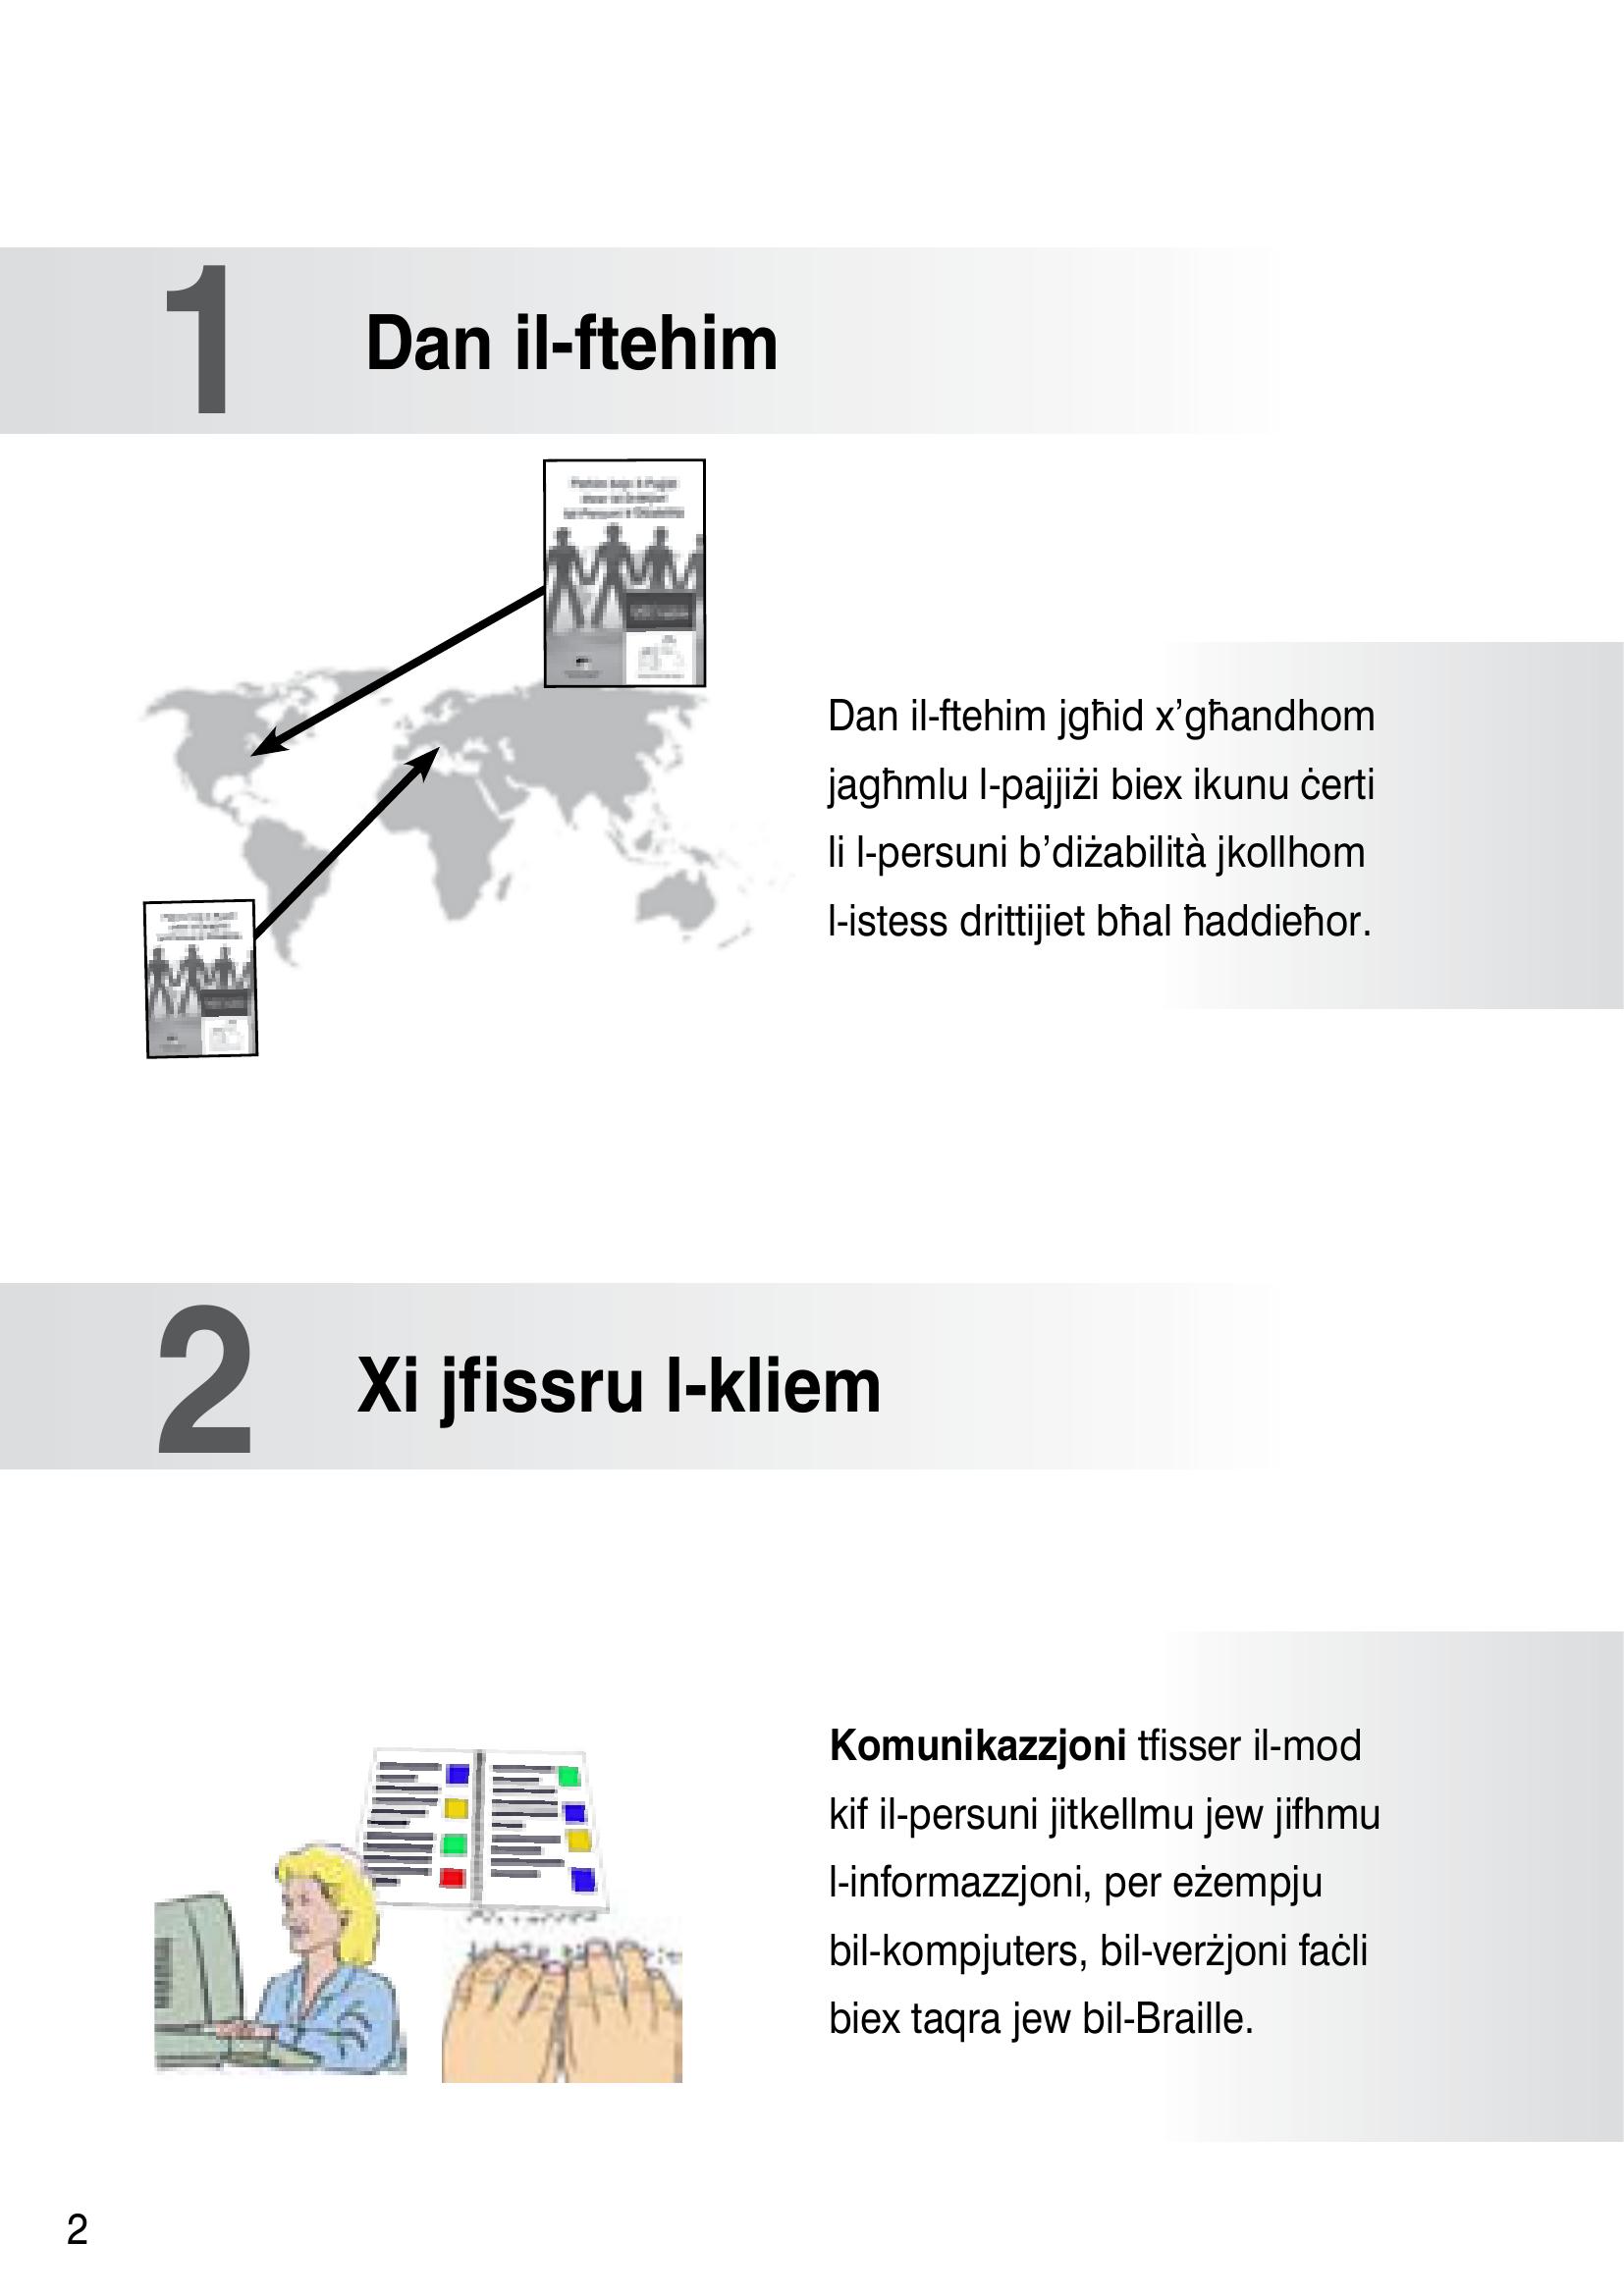 1
Dan il-ftehim
Dan il-ftehim jgħid x’għandhom
jagħmlu l-pajjiżi biex ikunu ċerti
li l-persuni b’diżabilità jkollhom
l-istess drittijiet bħal ħaddieħor.
2
Xi jfissru l-kliem
Komunikazzjoni tfisser il-mod
kif il-persuni jitkellmu jew jifhmu
l-informazzjoni, per eżempju
bil-kompjuters, bil-verżjoni faċli
biex taqra jew bil-Braille.
2